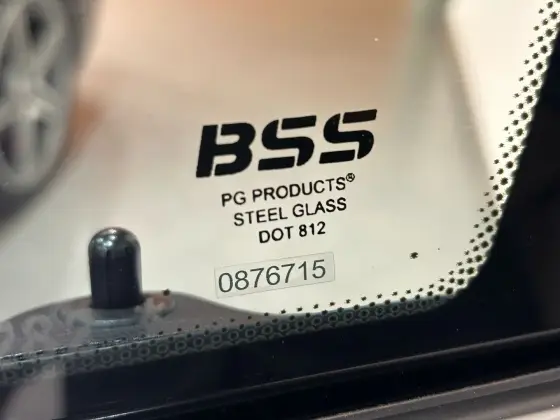 BSS
PG PRODUCTS®
STEEL GLASS
DOT 812
0876715